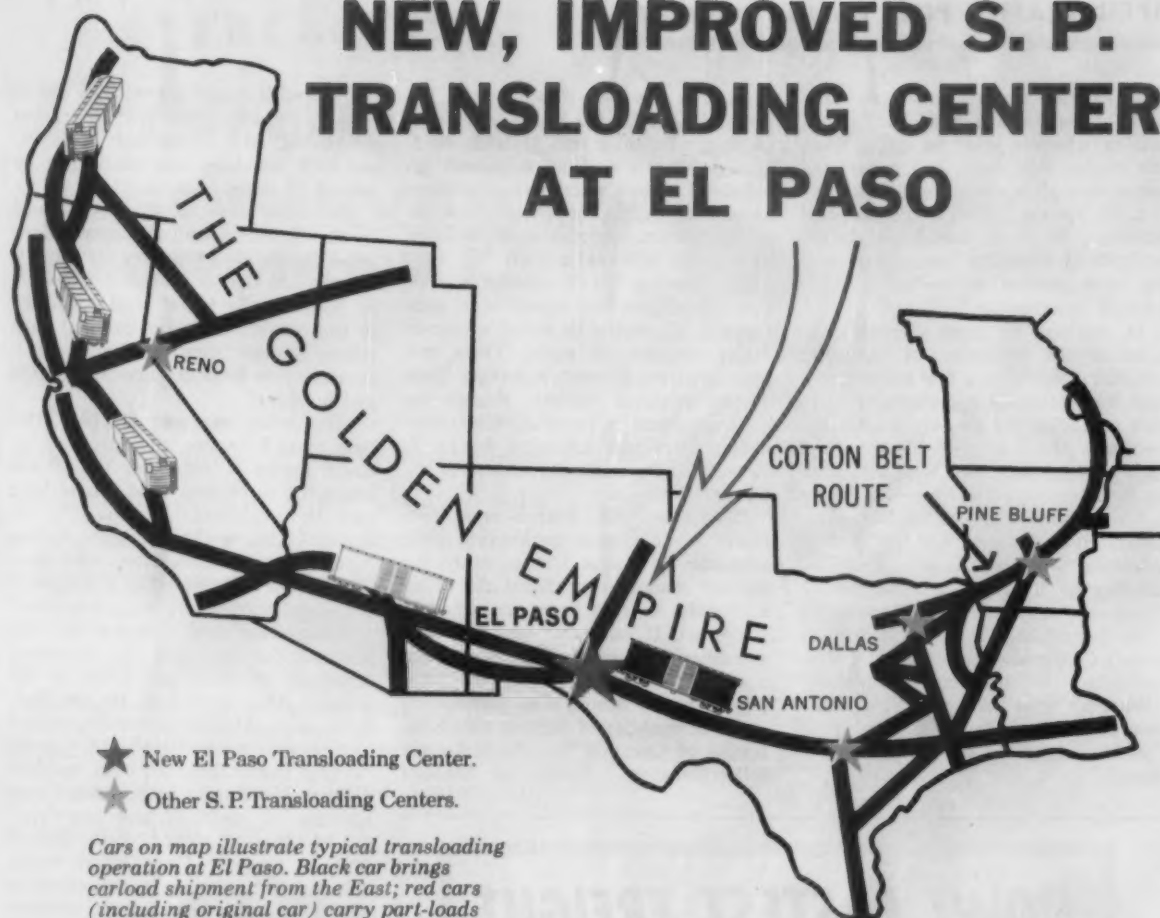 NEW, IMPROVED S. P.
TRANSLOADING CENTER
AT EL PASO
THE
GOLDEN
EMPIRE
RENO
COTTON BELT
ROUTE
PINE BLUFF
EL PASO
DALLAS
SAN ANTONIO
New El Paso Transloading Center.
Other S. P. Transloading Centers.
Cars on map illustrate typical transloading
operation at El Paso. Black car brings
carload shipment from the East; red cars
(including original car) carry part-loads